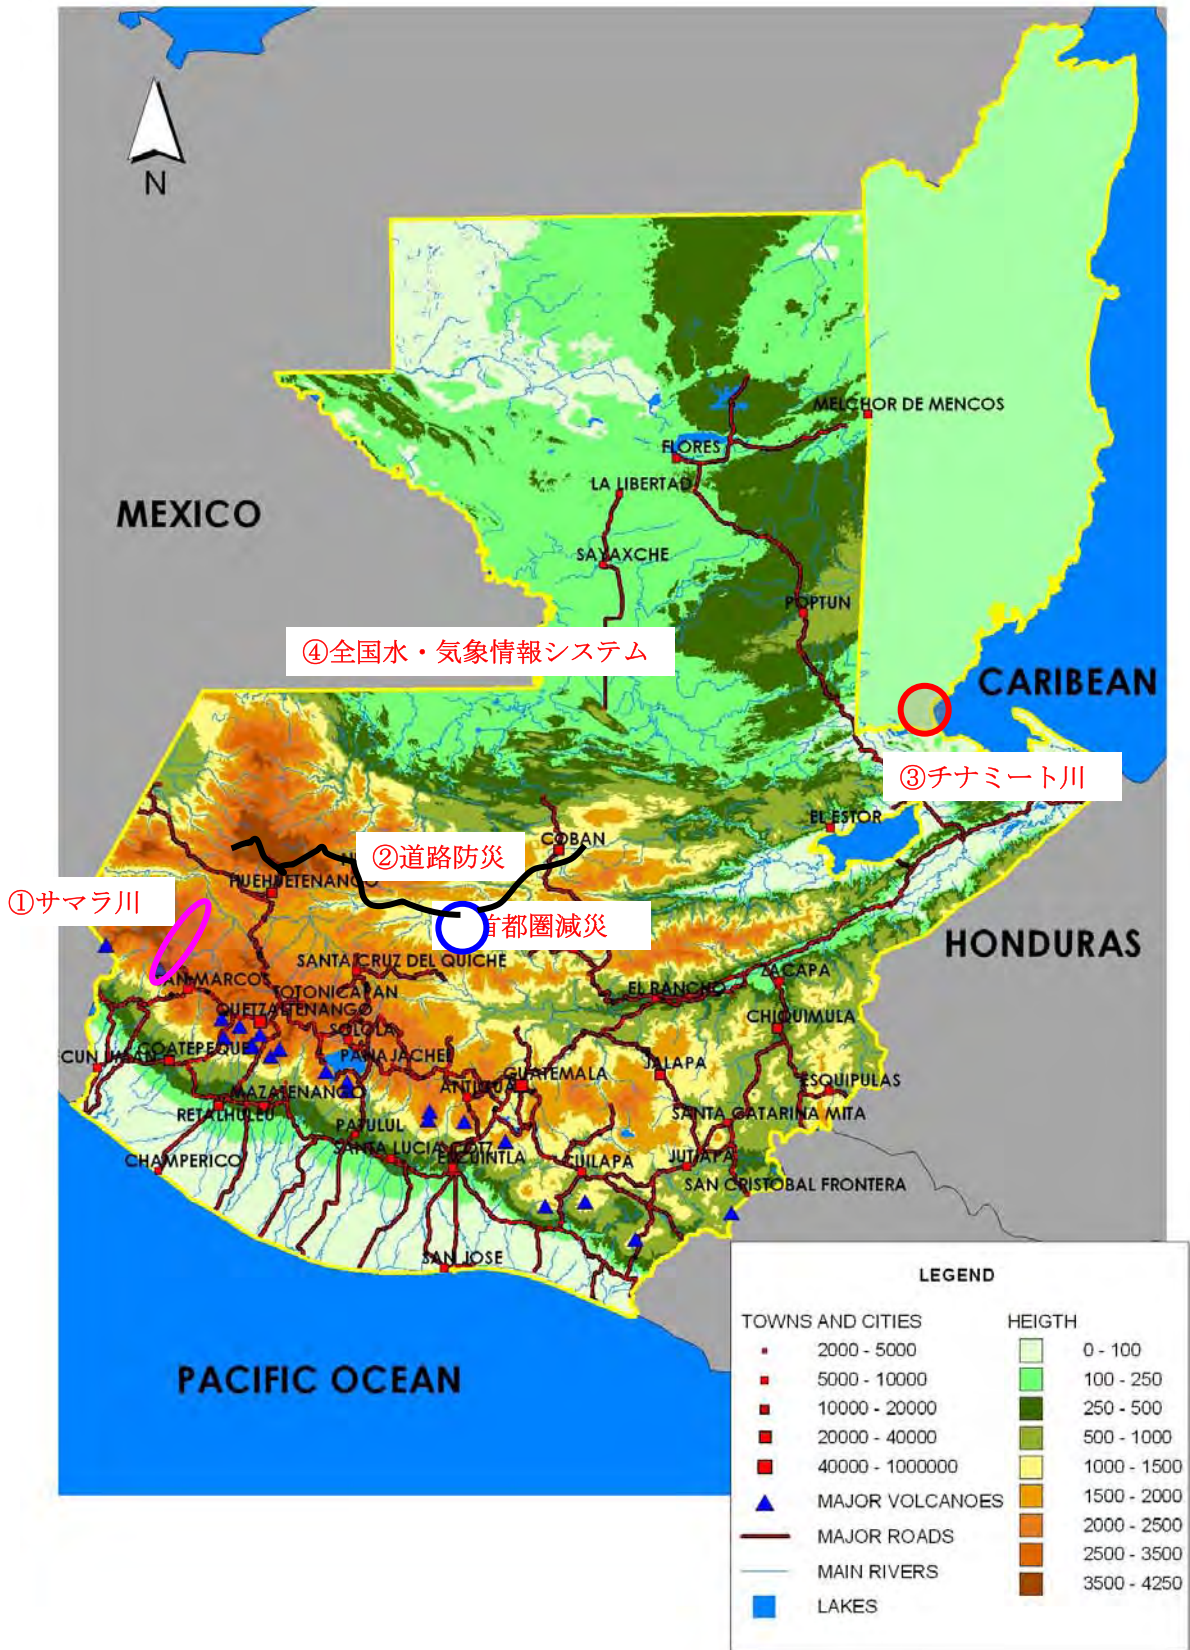 N
MELCHOR DE MENCOS
FLORES
LA LIBERTAD
MEXICO
SAYAXCHE
POPTUN
④全国水・気象情報システム
CARIBEAN
③チナミート川
EL ESTOR
COBAN
②道路防災
HUEHUETENANGO
①サマラ川
首都圏減災
HONDURAS
SANTA CRUZ DEL QUICHE
ZACAPA
SAN MARCOS
TOTONICAPAN
EL RANCHO
QUETZALTENANGO
CHIQUIMULA
SOLOLA
COATEPEQUE
TECUN UMAN
PANAJACHEL
GUATEMALA
JALAPA
ANTIGUA
ESQUIPULAS
MAZATENANGO
RETALHULEU
SANTA CATARINA MITA
PATULUL
SANTA LUCIA COTZ
ESCUINTLA
CUILAPA
JUTIAPA
CHAMPERICO
SAN CRISTOBAL FRONTERA
SAN JOSE
PACIFIC OCEAN
LEGEND
TOWNS AND CITIES
2000 - 5000
5000 - 10000
10000 - 20000
20000 - 40000
40000 - 1000000
MAJOR VOLCANOES
MAJOR ROADS
MAIN RIVERS
LAKES
HEIGTH
0 - 100
100 - 250
250 - 500
500 - 1000
1000 - 1500
1500 - 2000
2000 - 2500
2500 - 3500
3500 - 4250